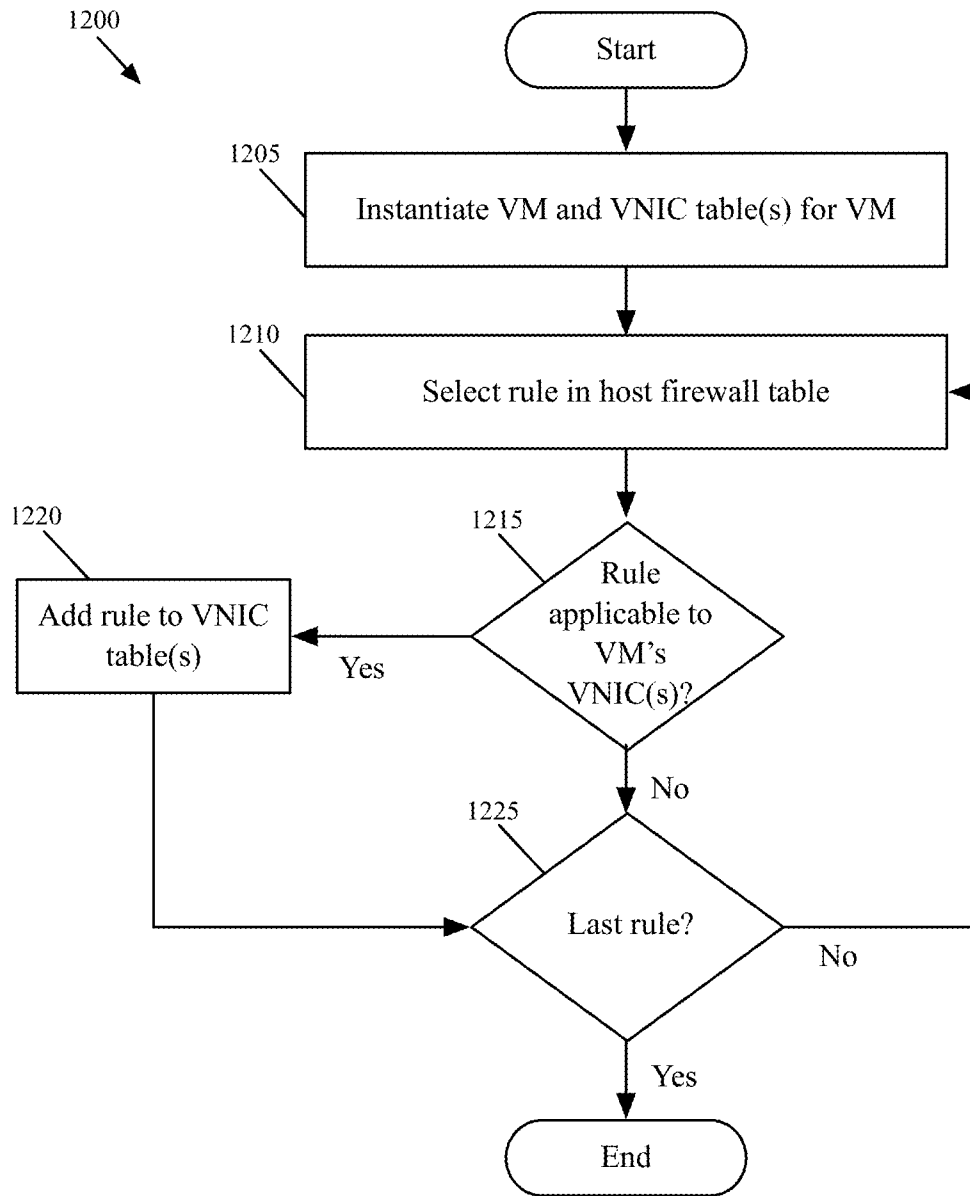 1200
Start
1205
Instantiate VM and VNIC table(s) for VM
1210
Select rule in host firewall table
1215
Rule
applicable to
VM's
VNIC(s)?
1220
Add rule to VNIC
table(s)
Yes
No
1225
Last rule?
No
Yes
End